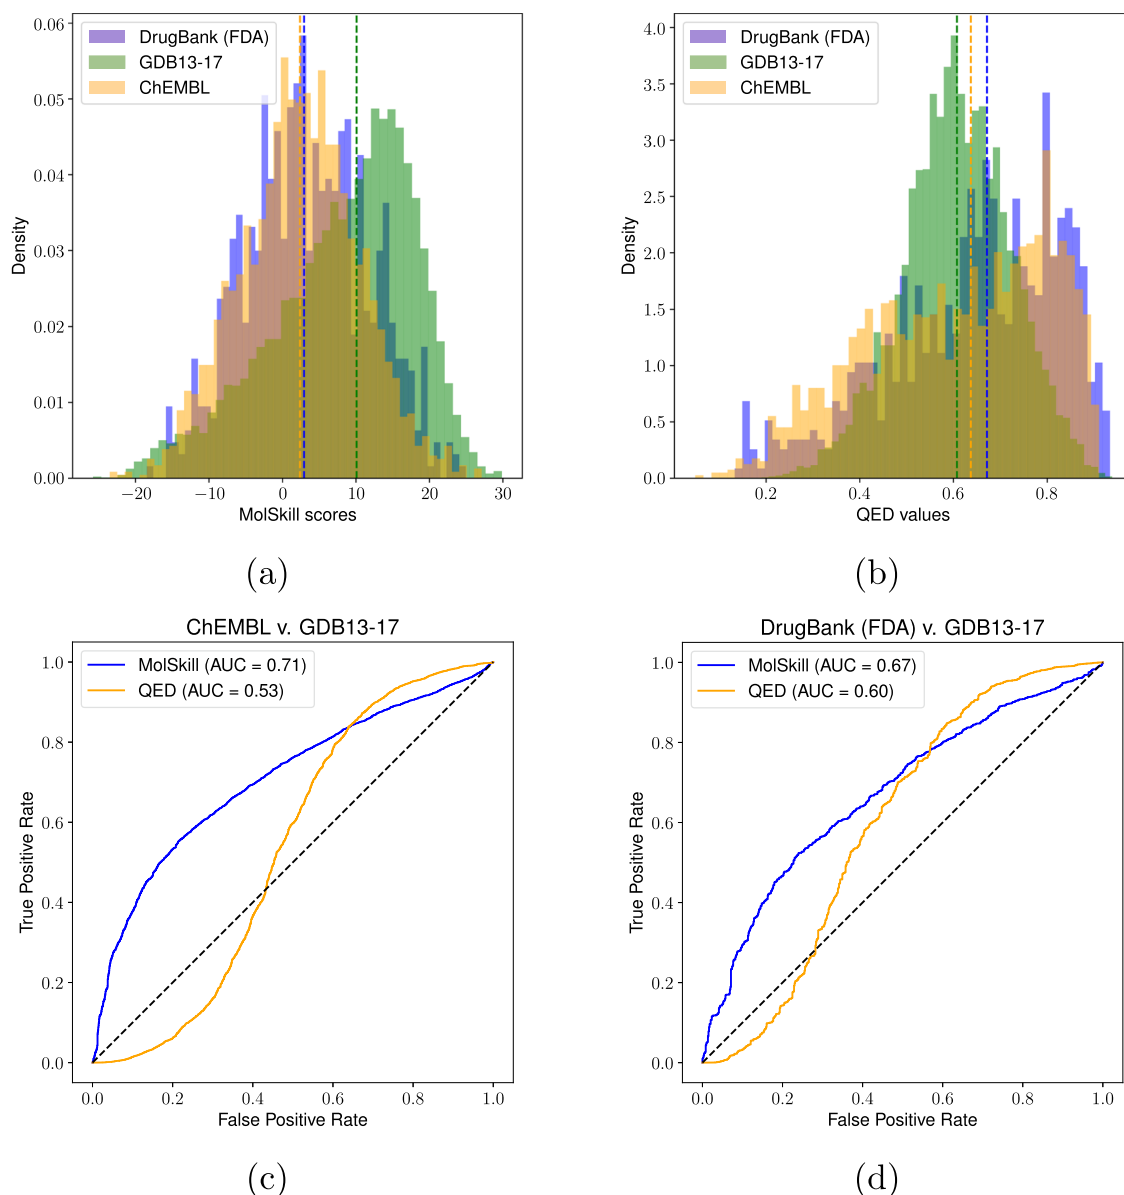 DrugBank (FDA)
GDB13-17
ChEMBL
0.06
0.05
0.04
0.03
0.02
0.01
0.00
Density
−20
−10
0
10
20
30
MolSkill scores
(a)
DrugBank (FDA)
GDB13-17
ChEMBL
4.0
3.5
3.0
2.5
2.0
1.5
1.0
0.5
0.0
Density
0.2
0.4
0.6
0.8
QED values
(b)
ChEMBL v. GDB13-17
MolSkill (AUC = 0.71)
QED (AUC = 0.53)
1.0
0.8
0.6
0.4
0.2
0.0
True Positive Rate
0.0
0.2
0.4
0.6
0.8
1.0
False Positive Rate
(c)
DrugBank (FDA) v. GDB13-17
MolSkill (AUC = 0.67)
QED (AUC = 0.60)
1.0
0.8
0.6
0.4
0.2
0.0
True Positive Rate
0.0
0.2
0.4
0.6
0.8
1.0
False Positive Rate
(d)